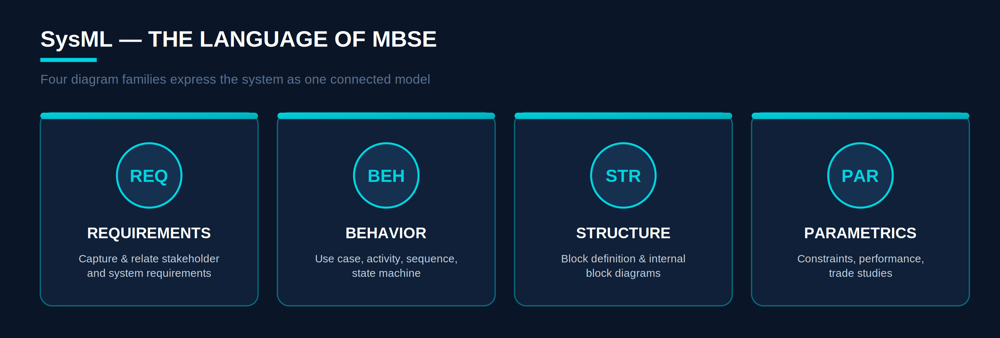 SysML — THE LANGUAGE OF MBSE
Four diagram families express the system as one connected model
REQ
REQUIREMENTS
Capture & relate stakeholder
and system requirements
BEH
BEHAVIOR
Use case, activity, sequence,
state machine
STR
STRUCTURE
Block definition & internal
block diagrams
PAR
PARAMETRICS
Constraints, performance,
trade studies